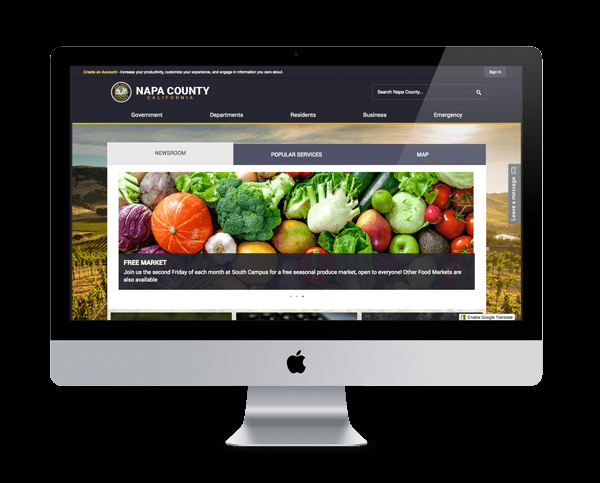 Create an Account - Increase your productivity, customize your experience, and engage in information you care about.
Sign In
NAPA COUNTY
CALIFORNIA
Search Napa County...
Government Departments Residents Business Emergency
NEWSROOM POPULAR SERVICES MAP
Leave a message
FREE MARKET
Join us the second Friday of each month at South Campus for a free seasonal produce market, open to everyone! Other Food Markets are
also available
Enable Google Translate